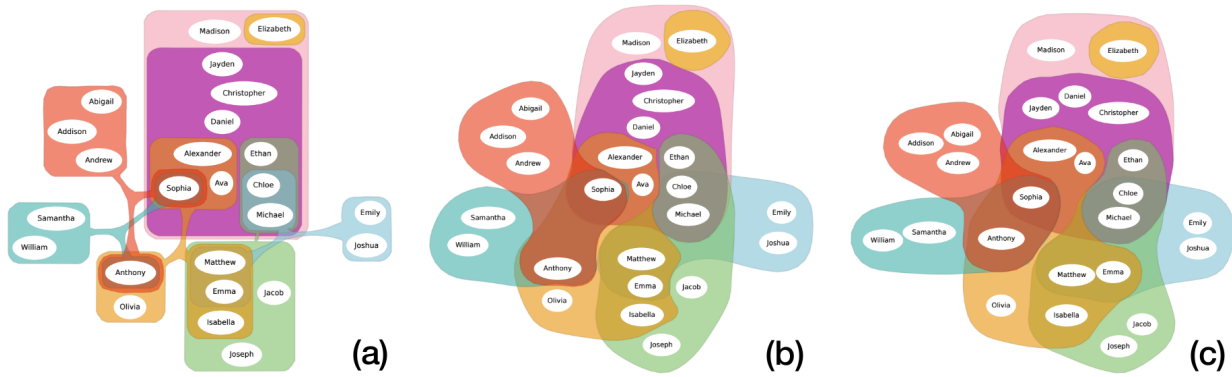 Madison
Elizabeth
Jayden
Christopher
Daniel
Abigail
Addison
Andrew
Alexander
Ethan
Sophia
Ava
Chloe
Michael
Samantha
William
Emily
Joshua
Anthony
Olivia
Matthew
Emma
Isabella
Jacob
Joseph
(a)
Madison
Elizabeth
Jayden
Christopher
Daniel
Abigail
Addison
Andrew
Alexander
Ethan
Sophia
Ava
Chloe
Michael
Samantha
William
Emily
Joshua
Anthony
Olivia
Matthew
Emma
Isabella
Jacob
Joseph
(b)
Madison
Elizabeth
Jayden
Daniel
Christopher
Addison
Abigail
Andrew
Alexander
Ava
Ethan
Sophia
Chloe
Michael
William
Samantha
Emily
Joshua
Anthony
Olivia
Matthew
Emma
Isabella
Jacob
Joseph
(c)